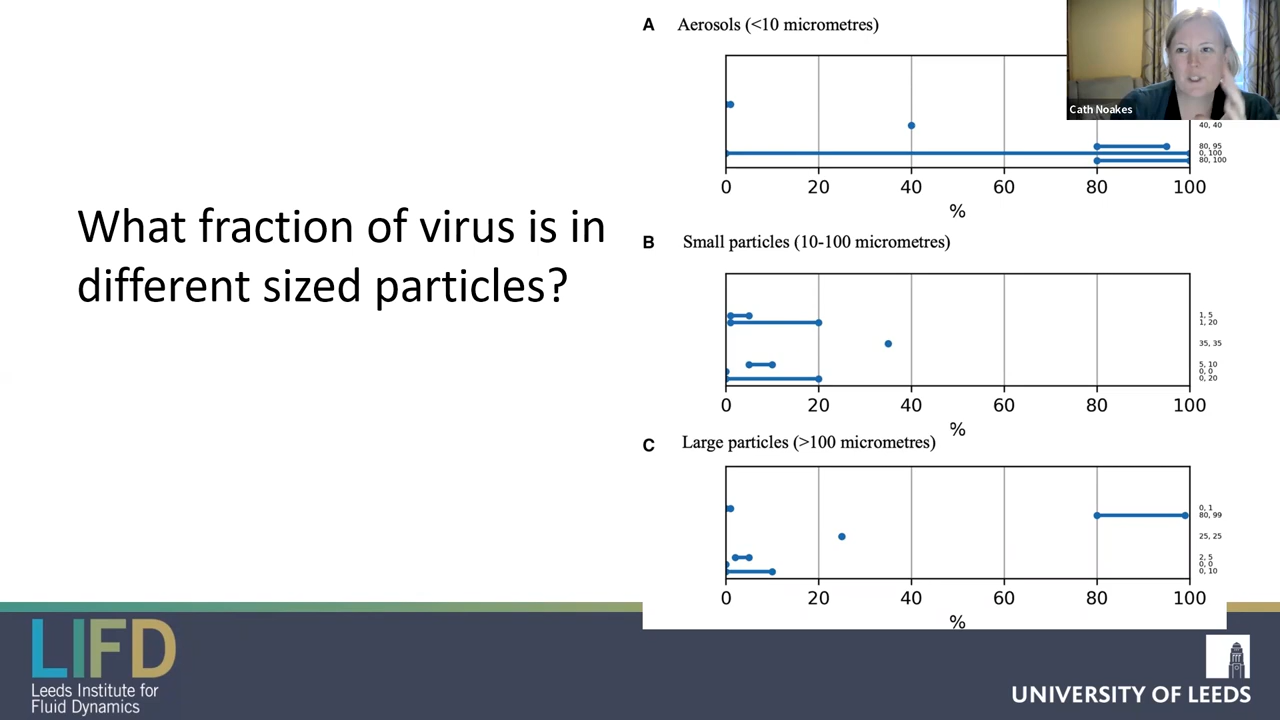 What fraction of virus is in
different sized particles?
A Aerosols (<10 micrometres)
40, 40
80, 95
0, 100
80, 100
0 20 40 60 80 100
%
B Small particles (10-100 micrometres)
1, 5
1, 20
35, 35
5, 10
0, 0
0, 20
0 20 40 60 80 100
%
C Large particles (>100 micrometres)
0, 1
80, 99
25, 25
2, 5
0, 0
0, 10
0 20 40 60 80 100
%
Cath Noakes
LIFD
Leeds Institute for
Fluid Dynamics
UNIVERSITY OF LEEDS